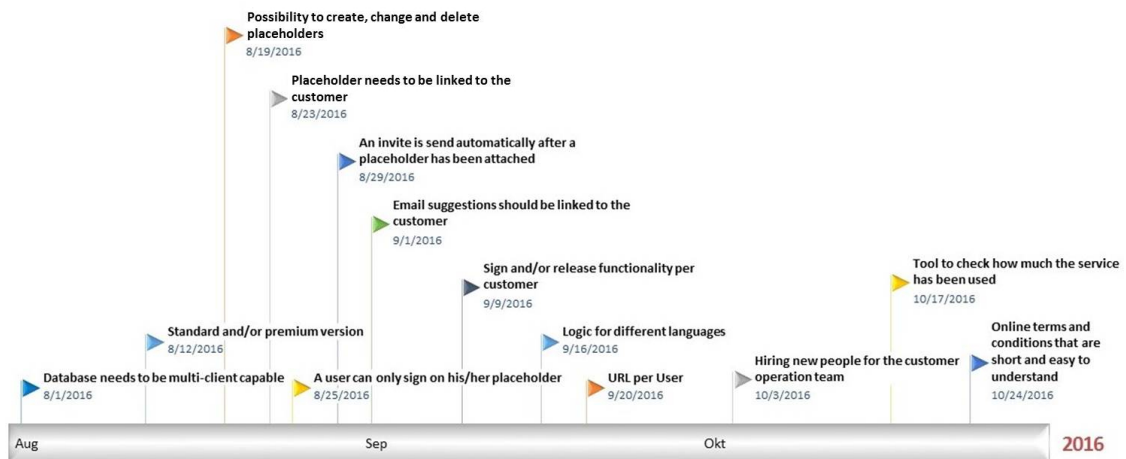 Possibility to create, change and delete
placeholders
8/19/2016
Placeholder needs to be linked to the
customer
8/23/2016
An invite is send automatically after a
placeholder has been attached
8/29/2016
Email suggestions should be linked to the
customer
9/1/2016
Sign and/or release functionality per
customer
9/9/2016
Tool to check how much the service
has been used
10/17/2016
Standard and/or premium version
8/12/2016
Logic for different languages
9/16/2016
Online terms and
conditions that are
short and easy to
understand
10/24/2016
Database needs to be multi-client capable
8/1/2016
A user can only sign on his/her placeholder
8/25/2016
URL per User
9/20/2016
Hiring new people for the customer
operation team
10/3/2016
Aug
Sep
Okt
2016